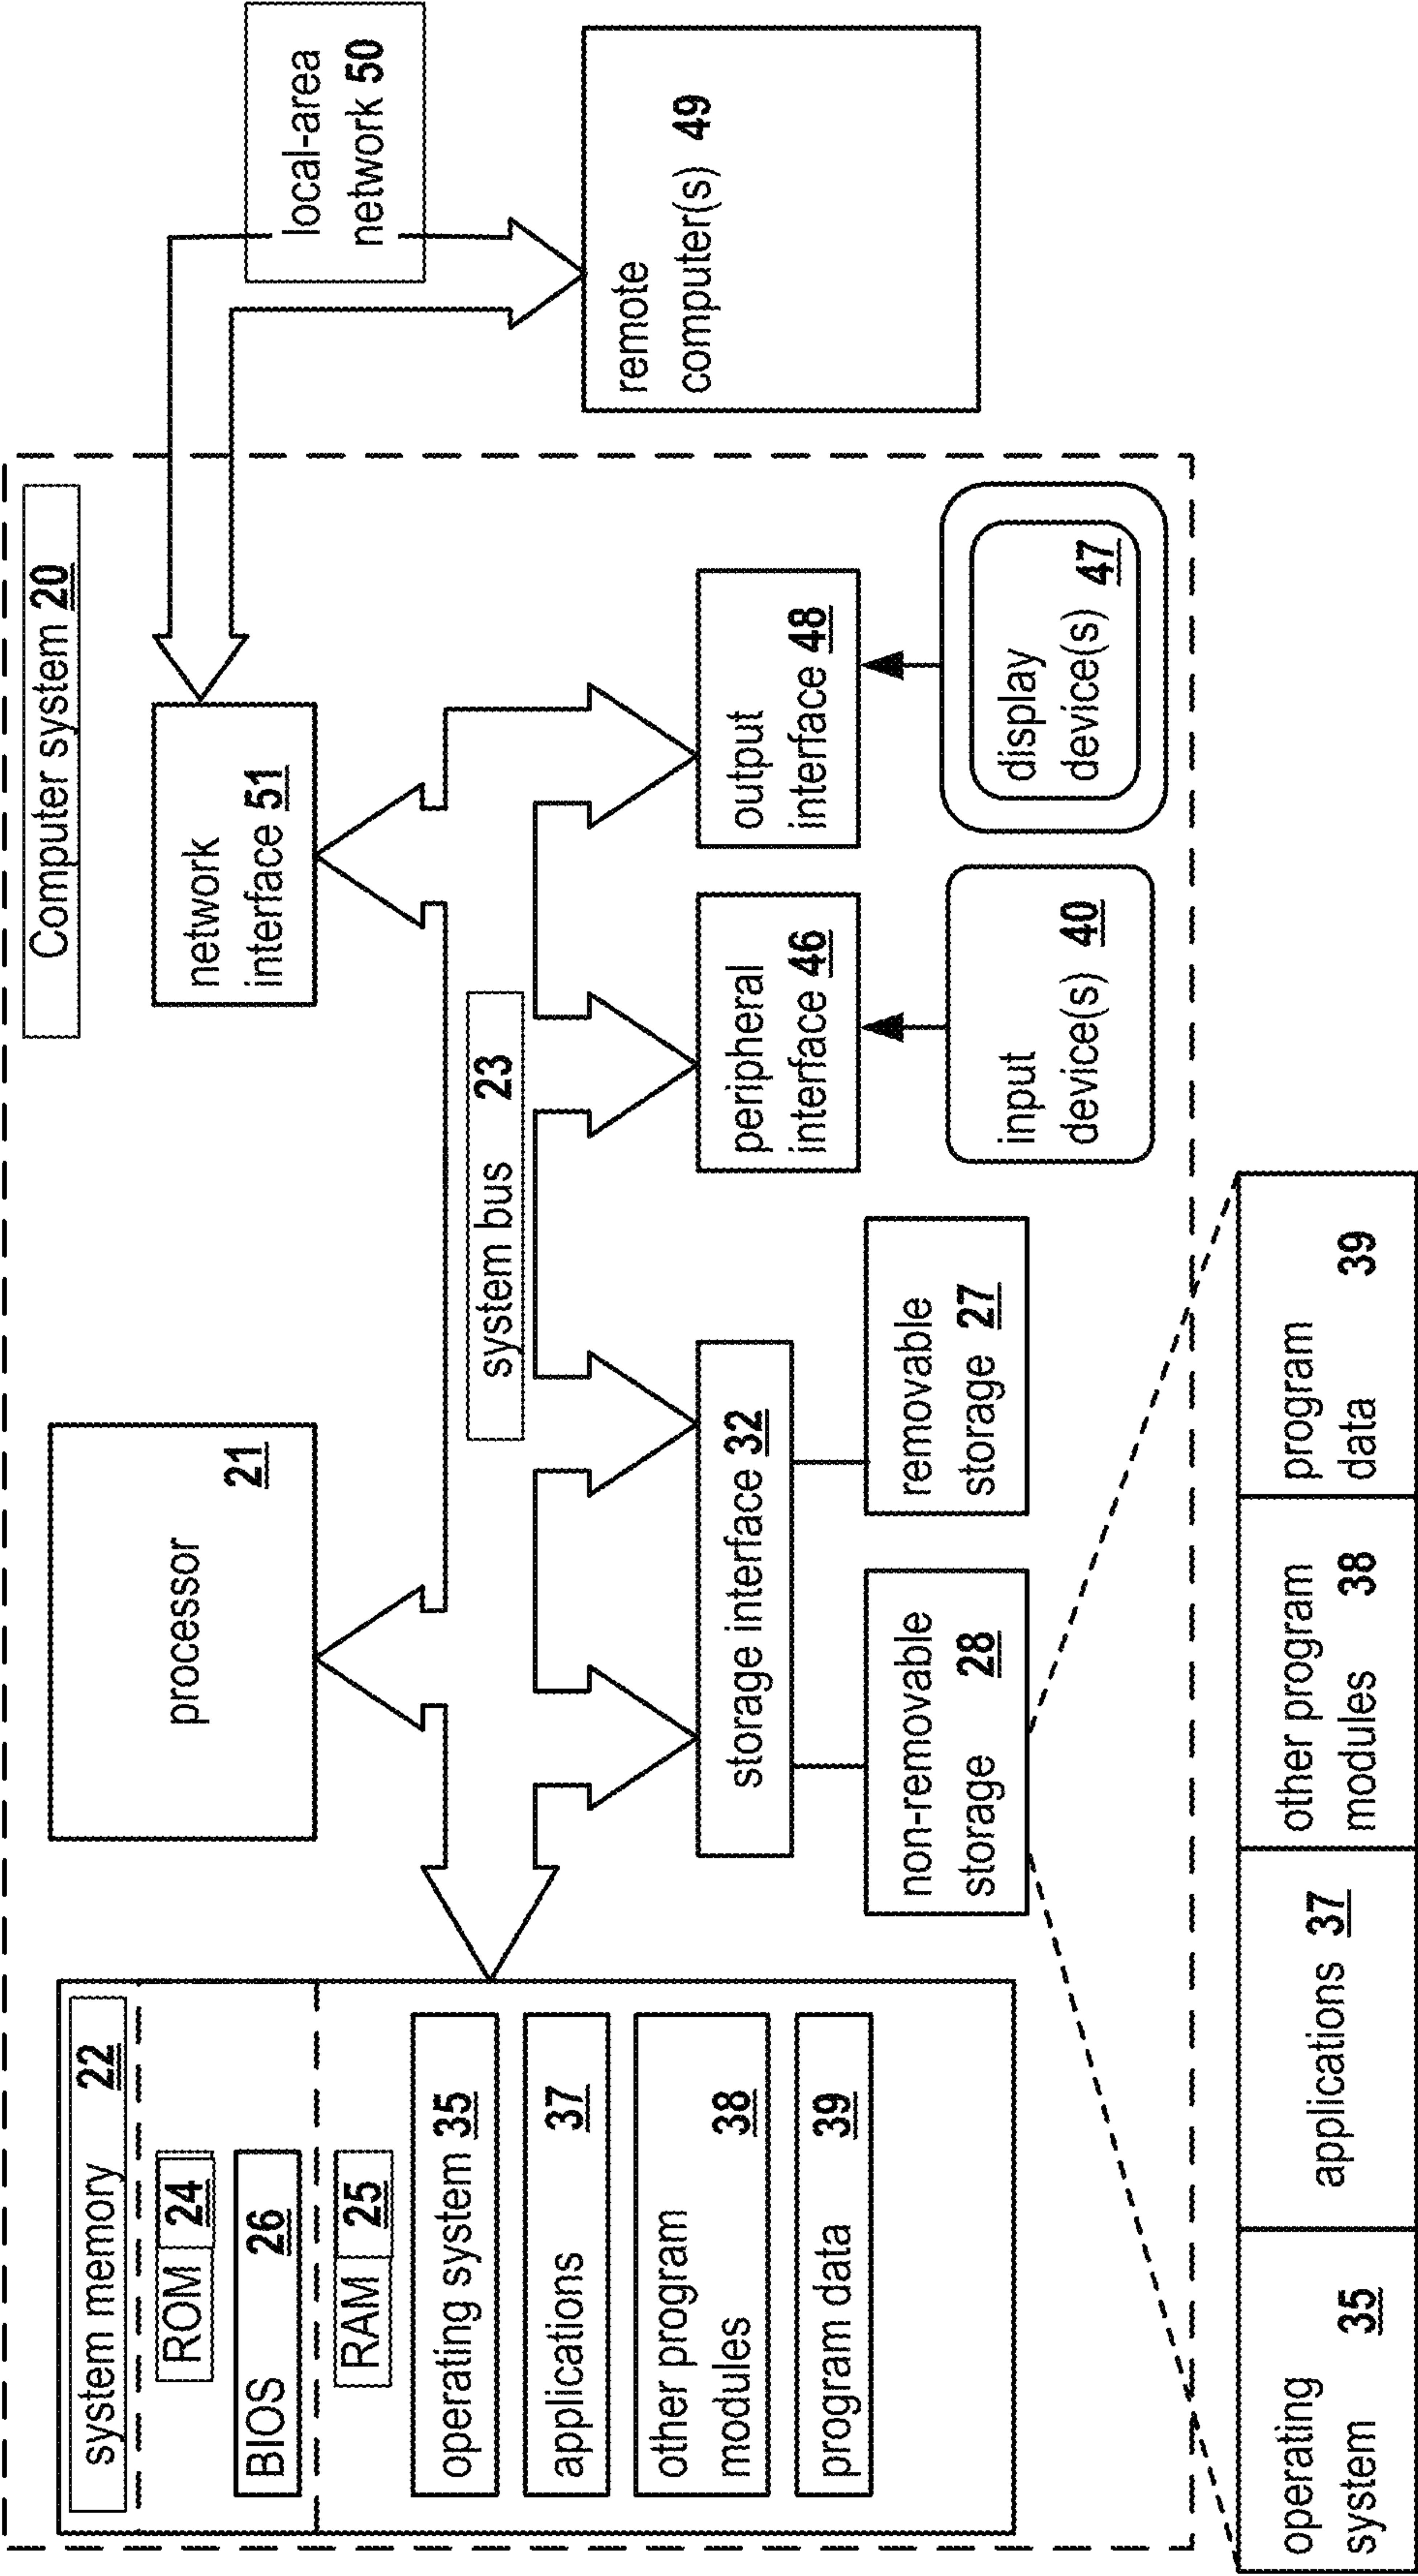 Computer system 20
system memory 22
ROM 24
BIOS 26
RAM 25
operating system 35
applications 37
other program
modules 38
program data 39
processor 21
system bus 23
network
interface 51
local-area
network 50
storage interface 32
peripheral
interface 46
output
interface 48
remote
computer(s) 49
non-removable
storage 28
removable
storage 27
input
device(s) 40
display
device(s) 47
operating
system 35
applications 37
other program
modules 38
program
data 39